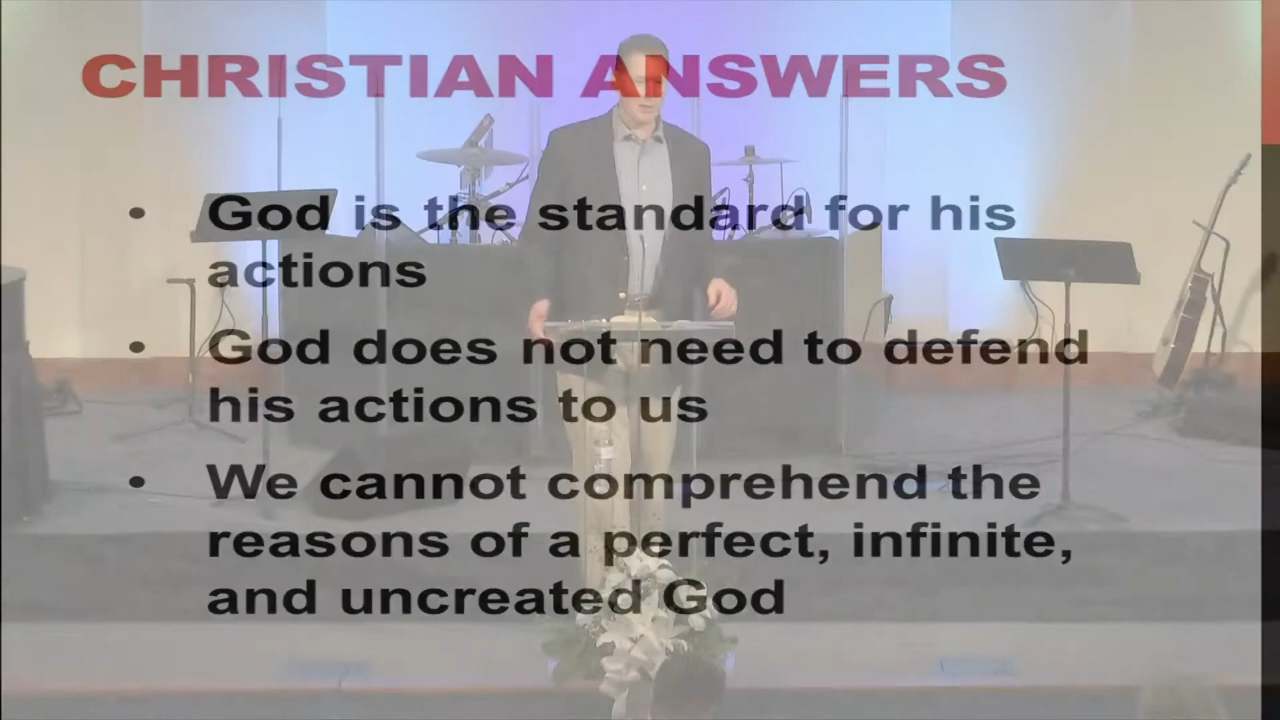 CHRISTIAN ANSWERS
• God is the standard for his
actions
• God does not need to defend
his actions to us
• We cannot comprehend the
reasons of a perfect, infinite,
and uncreated God